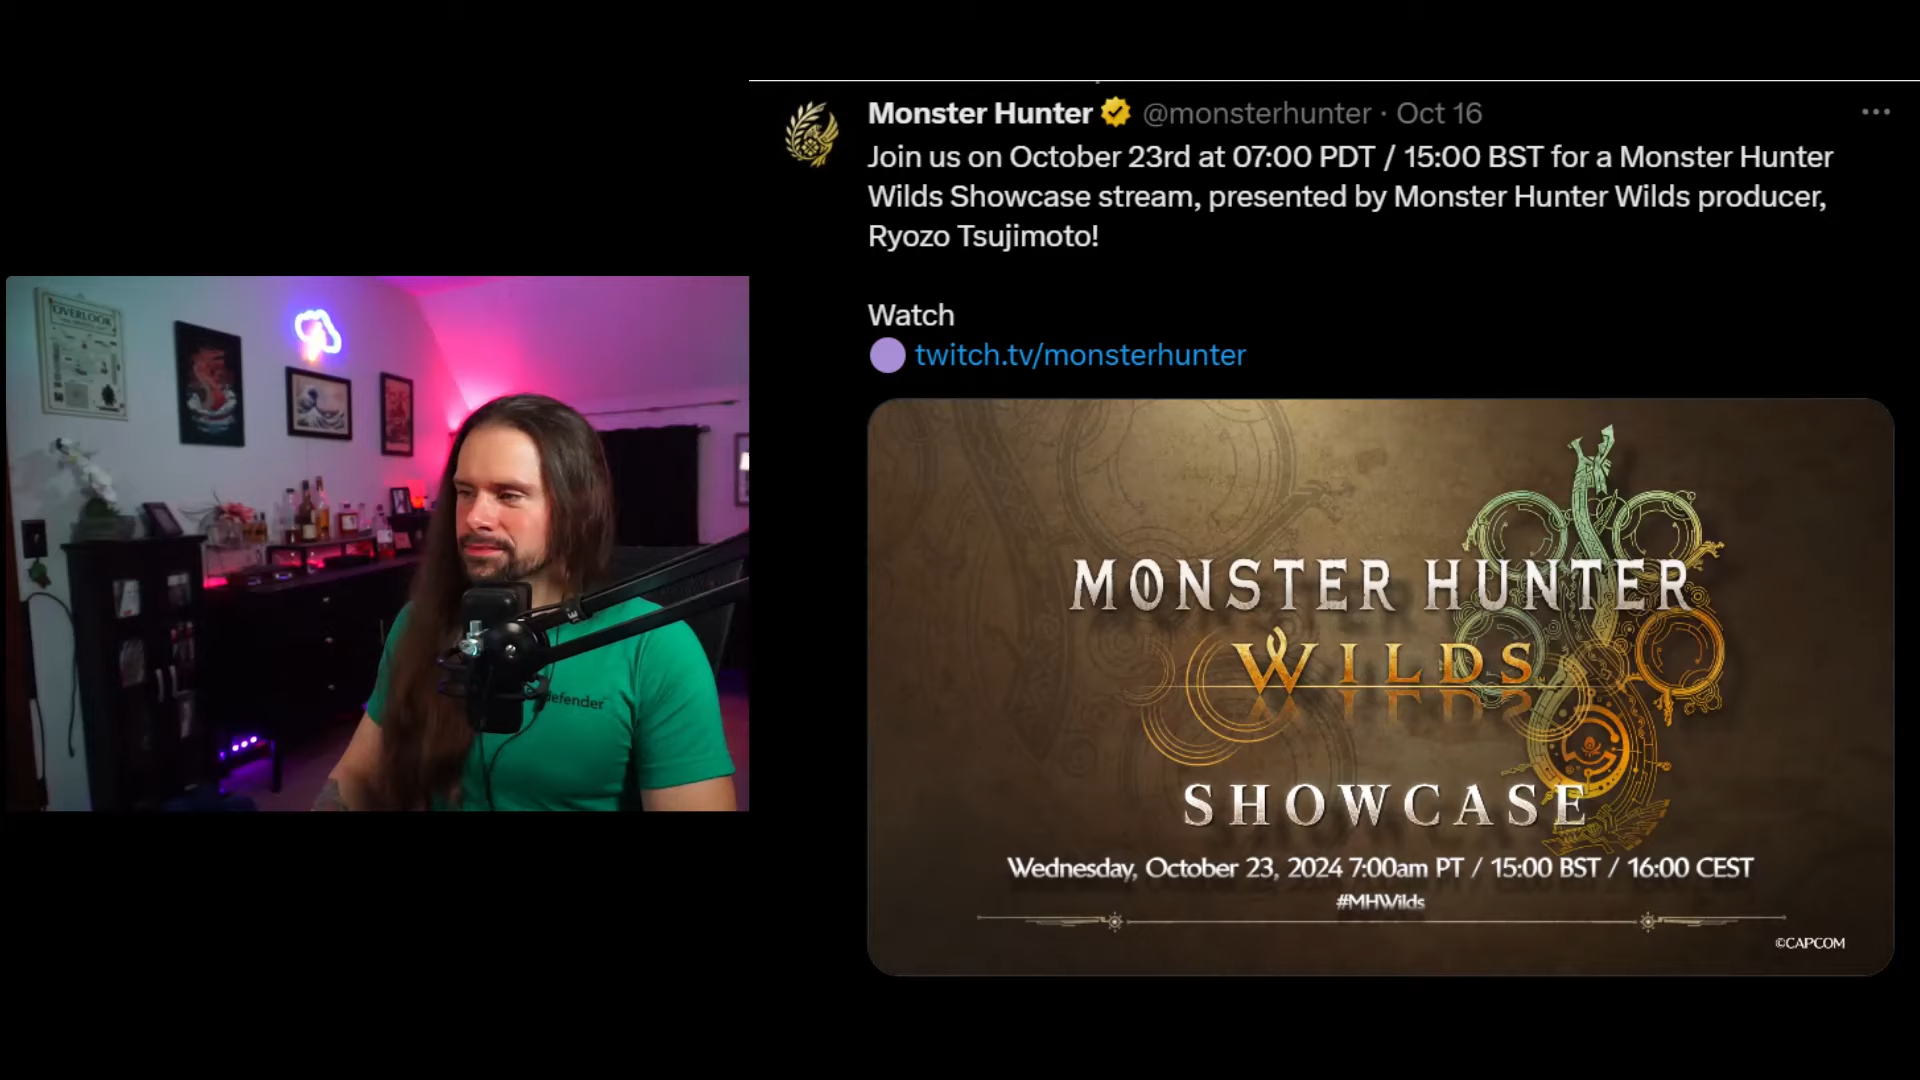 Monster Hunter @monsterhunter · Oct 16
Join us on October 23rd at 07:00 PDT / 15:00 BST for a Monster Hunter
Wilds Showcase stream, presented by Monster Hunter Wilds producer,
Ryozo Tsujimoto!
Watch
twitch.tv/monsterhunter
OVERLOOK
defender
MONSTER HUNTER
WILDS
SHOWCASE
Wednesday, October 23, 2024 7:00am PT / 15:00 BST / 16:00 CEST
#MHWilds
©CAPCOM